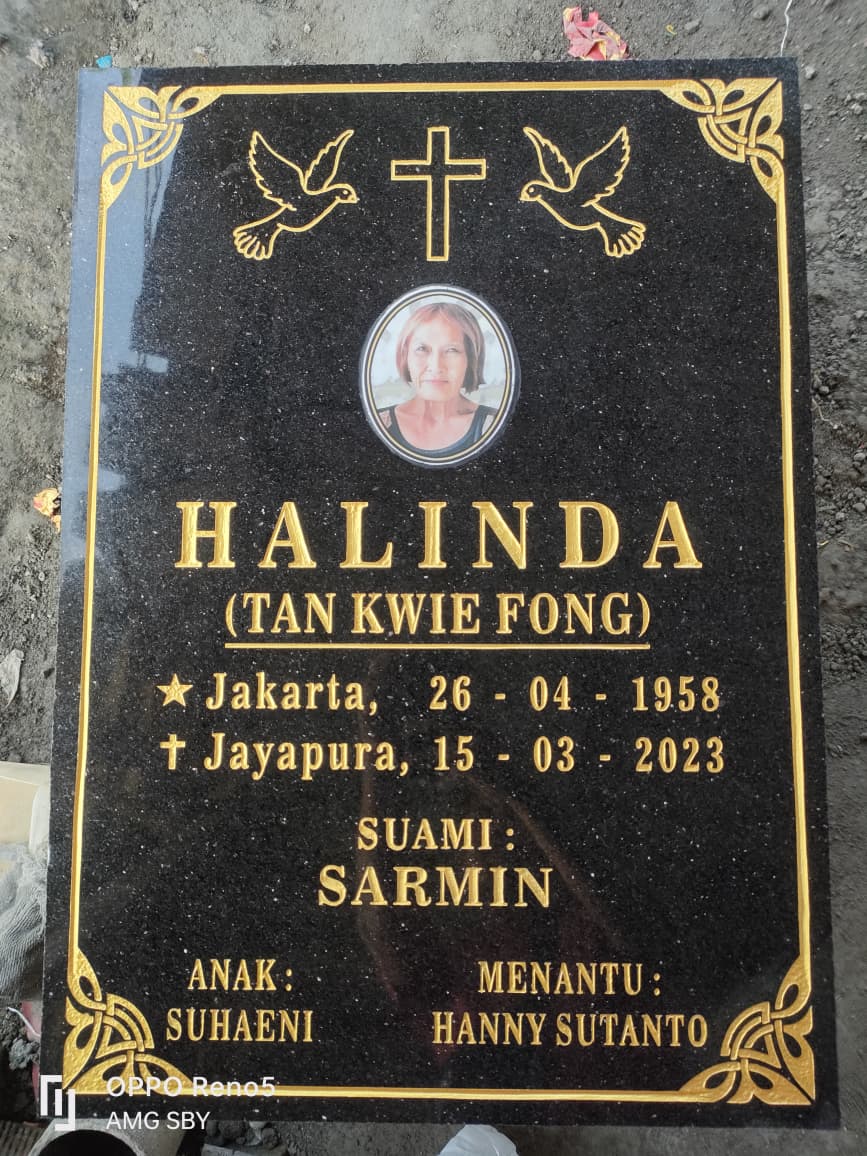 HALINDA
(TAN KWIE FONG)
★ Jakarta, 26 - 04 - 1958
✝ Jayapura, 15 - 03 - 2023
SUAMI :
SARMIN
ANAK :
SUHAENI
MENANTU :
HANNY SUTANTO
OPPO Reno5
AMG SBY